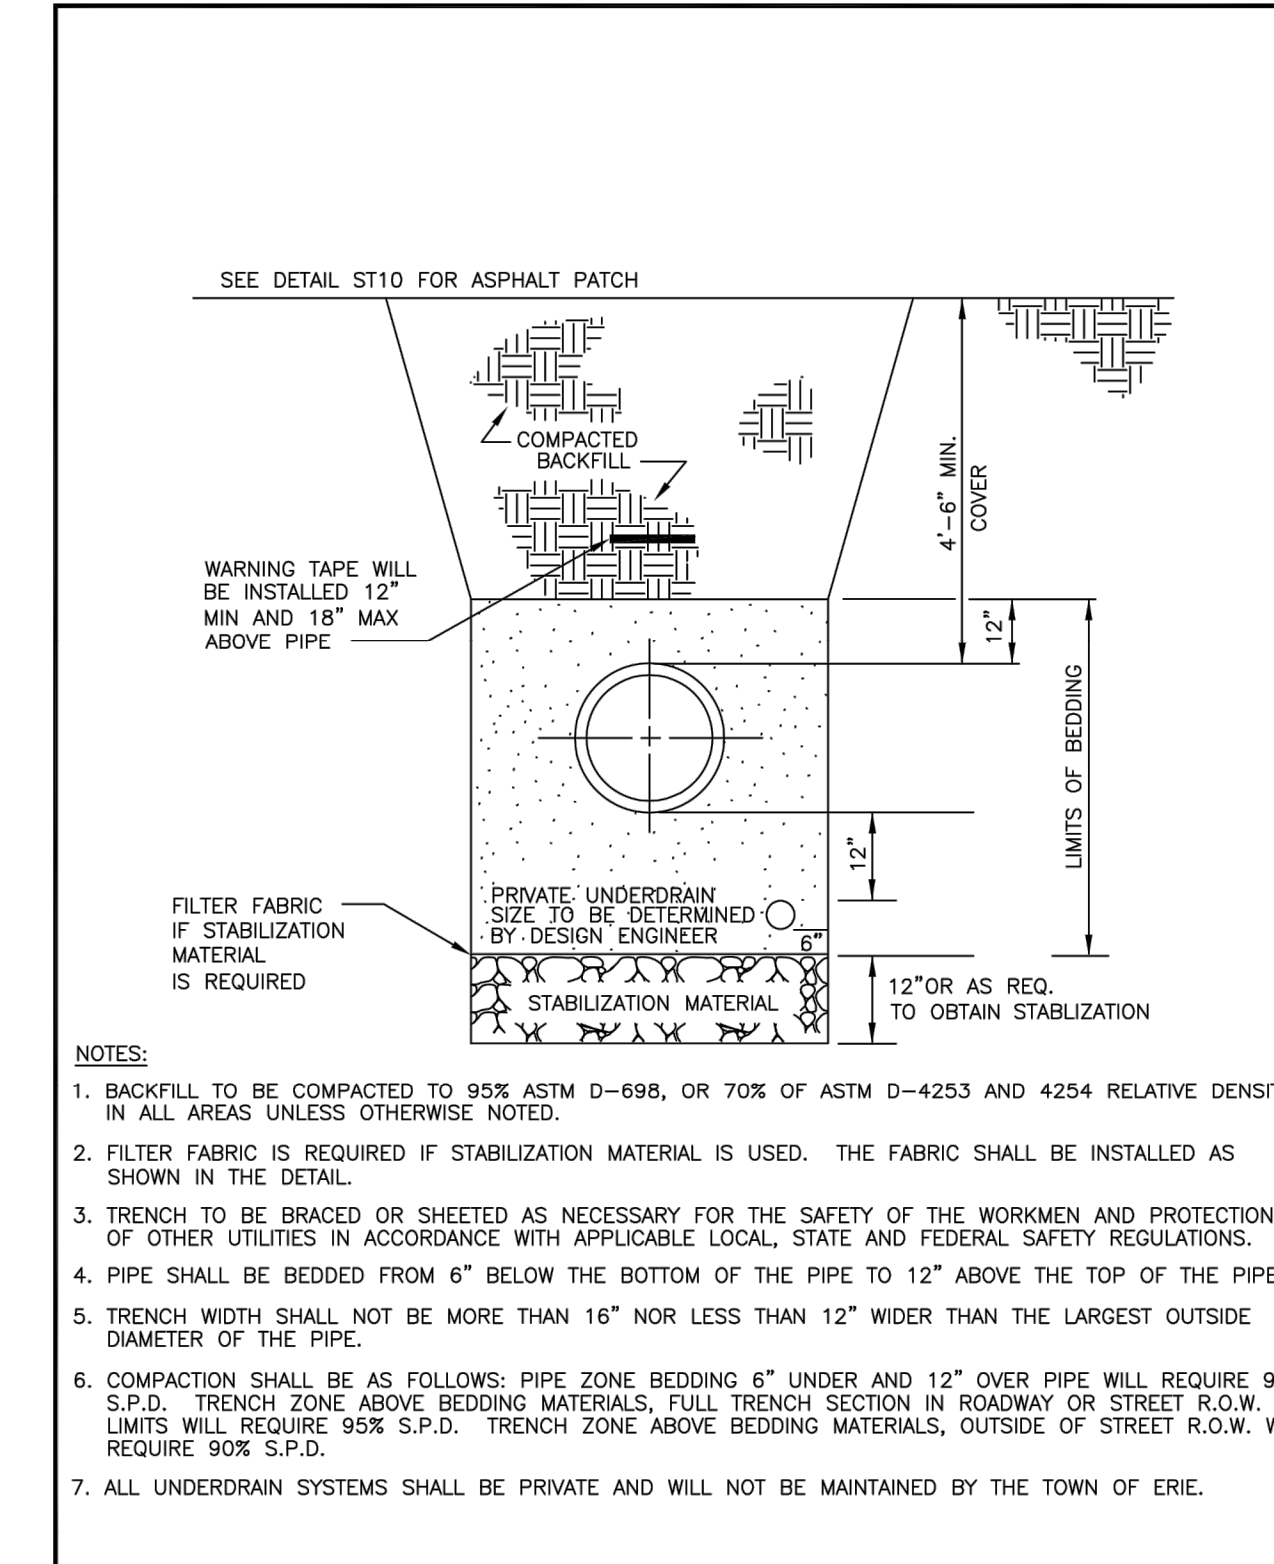 SEE DETAIL ST10 FOR ASPHALT PATCH
COMPACTED
BACKFILL
4'-6" MIN.
COVER
WARNING TAPE WILL
BE INSTALLED 12"
MIN AND 18" MAX
ABOVE PIPE
12"
LIMITS OF BEDDING
12"
FILTER FABRIC
IF STABILIZATION
MATERIAL
IS REQUIRED
PRIVATE UNDERDRAIN
SIZE TO BE DETERMINED
BY DESIGN ENGINEER
6"
STABILIZATION MATERIAL
12"OR AS REQ.
TO OBTAIN STABLIZATION
NOTES:
1. BACKFILL TO BE COMPACTED TO 95% ASTM D-698, OR 70% OF ASTM D-4253 AND 4254 RELATIVE
IN ALL AREAS UNLESS OTHERWISE NOTED.
2. FILTER FABRIC IS REQUIRED IF STABILIZATION MATERIAL IS USED. THE FABRIC SHALL BE INSTALLED AS
SHOWN IN THE DETAIL.
3. TRENCH TO BE BRACED OR SHEETED AS NECESSARY FOR THE SAFETY OF THE WORKMEN AND PROTECTION
OF OTHER UTILITIES IN ACCORDANCE WITH APPLICABLE LOCAL, STATE AND FEDERAL SAFETY REGULATIONS.
4. PIPE SHALL BE BEDDED FROM 6" BELOW THE BOTTOM OF THE PIPE TO 12" ABOVE THE TOP OF THE PIPE
5. TRENCH WIDTH SHALL NOT BE MORE THAN 16" NOR LESS THAN 12" WIDER THAN THE LARGEST OUTSIDE
DIAMETER OF THE PIPE.
6. COMPACTION SHALL BE AS FOLLOWS: PIPE ZONE BEDDING 6" UNDER AND 12" OVER PIPE WILL REQUIRE
S.P.D. TRENCH ZONE ABOVE BEDDING MATERIALS, FULL TRENCH SECTION IN ROADWAY OR STREET R.O.W.
LIMITS WILL REQUIRE 95% S.P.D. TRENCH ZONE ABOVE BEDDING MATERIALS, OUTSIDE OF STREET R.O.W.
REQUIRE 90% S.P.D.
7. ALL UNDERDRAIN SYSTEMS SHALL BE PRIVATE AND WILL NOT BE MAINTAINED BY THE TOWN OF ERIE.